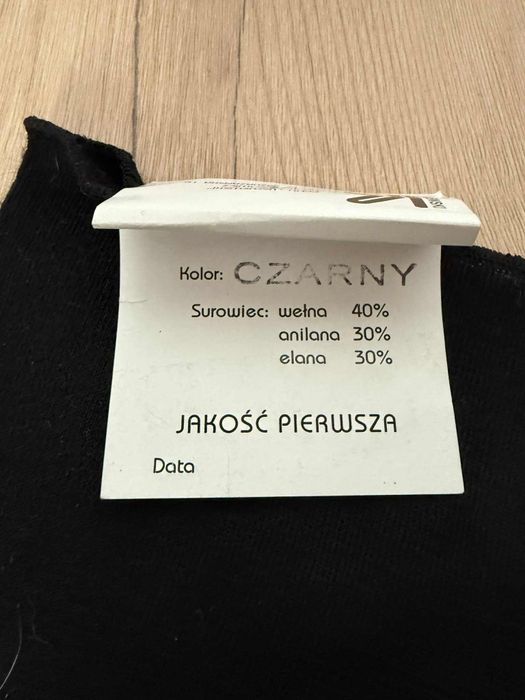 Kolor: CZARNY
Surowiec: wełna 40%
anilana 30%
elana 30%
JAKOŚĆ PIERWSZA
Data